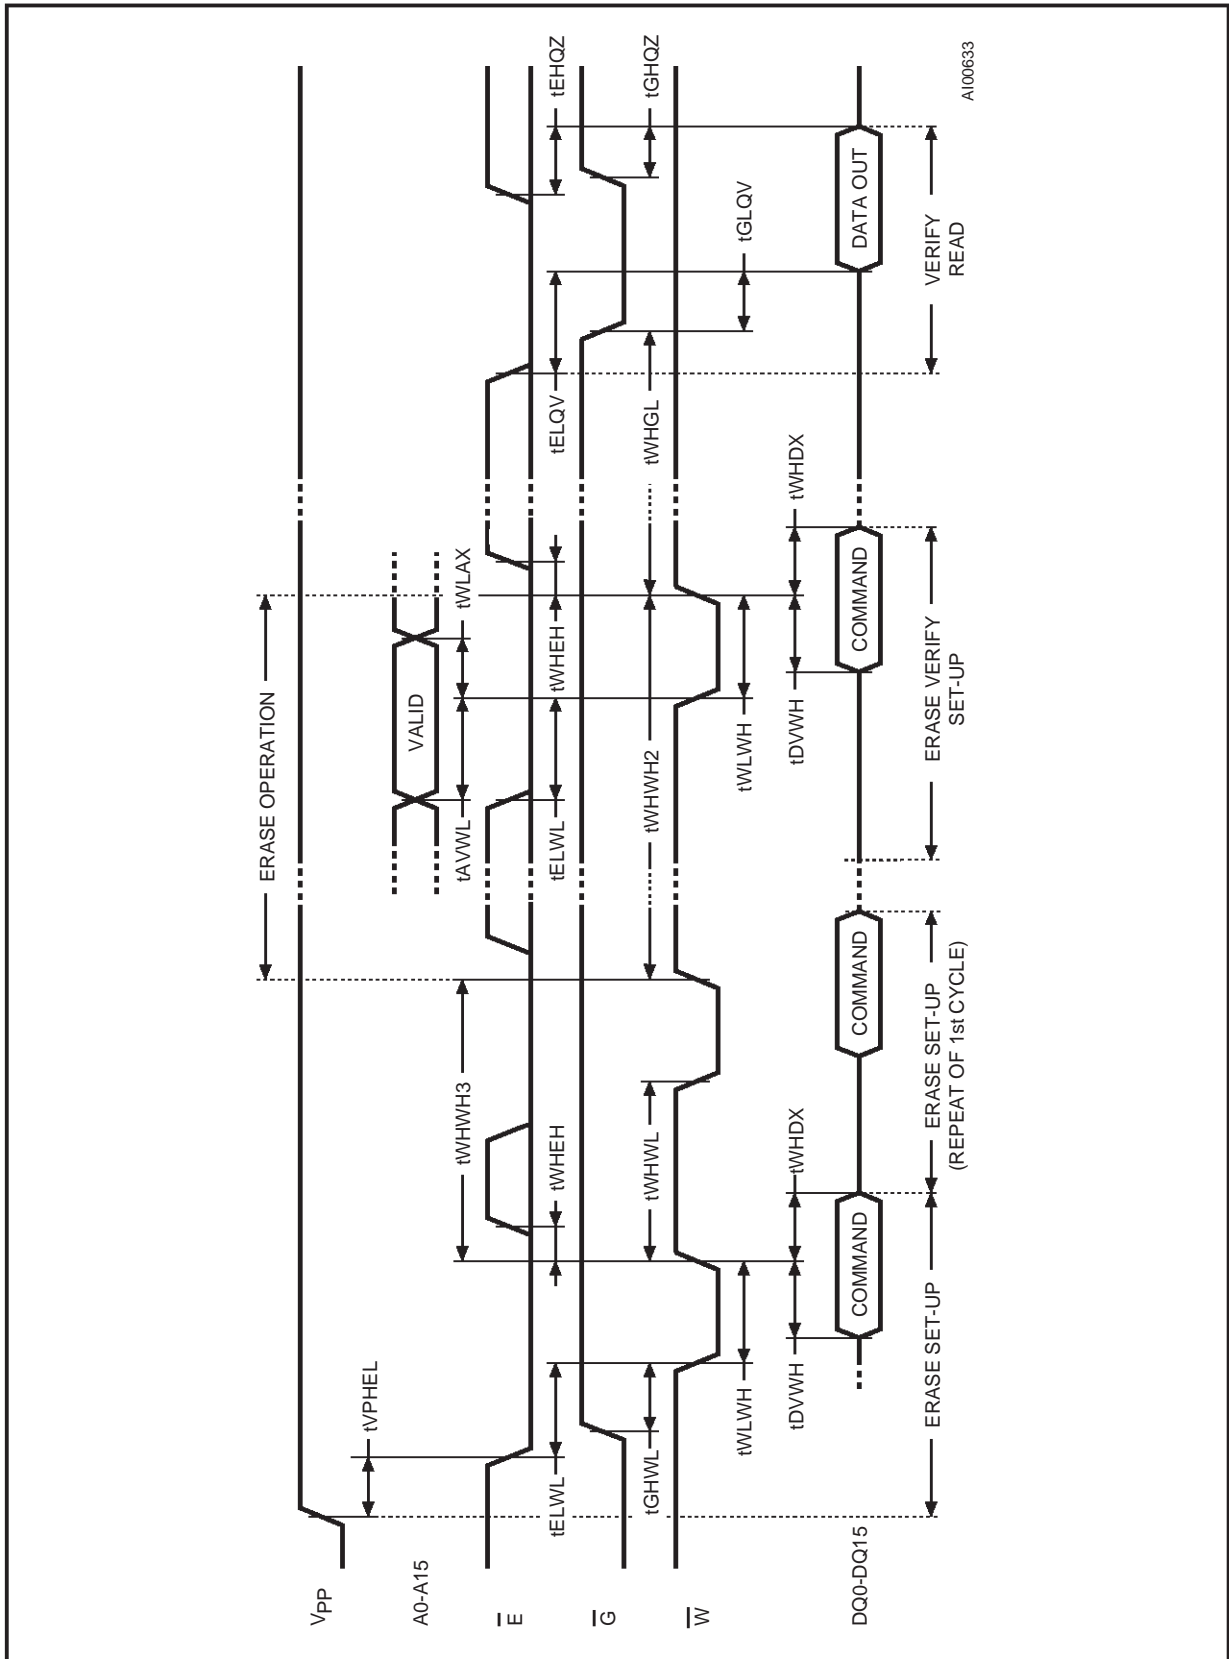 VPP
A0-A15
E
G
W
DQ0-DQ15
tVPHEL
ERASE OPERATION
VALID
tAVWL
tWLAX
tWHWH3
tELWL
tWHEH
tELWL
tWHEH
tELQV
tEHQZ
tGHWL
tWHWL
tWHWH2
tWHGL
tGHQZ
tWLWH
tWLWH
tGLQV
tDVWH
tWHDX
tDVWH
tWHDX
COMMAND
COMMAND
COMMAND
DATA OUT
ERASE SET-UP
ERASE SET-UP
(REPEAT OF 1st CYCLE)
ERASE VERIFY
SET-UP
VERIFY
READ
AI00633